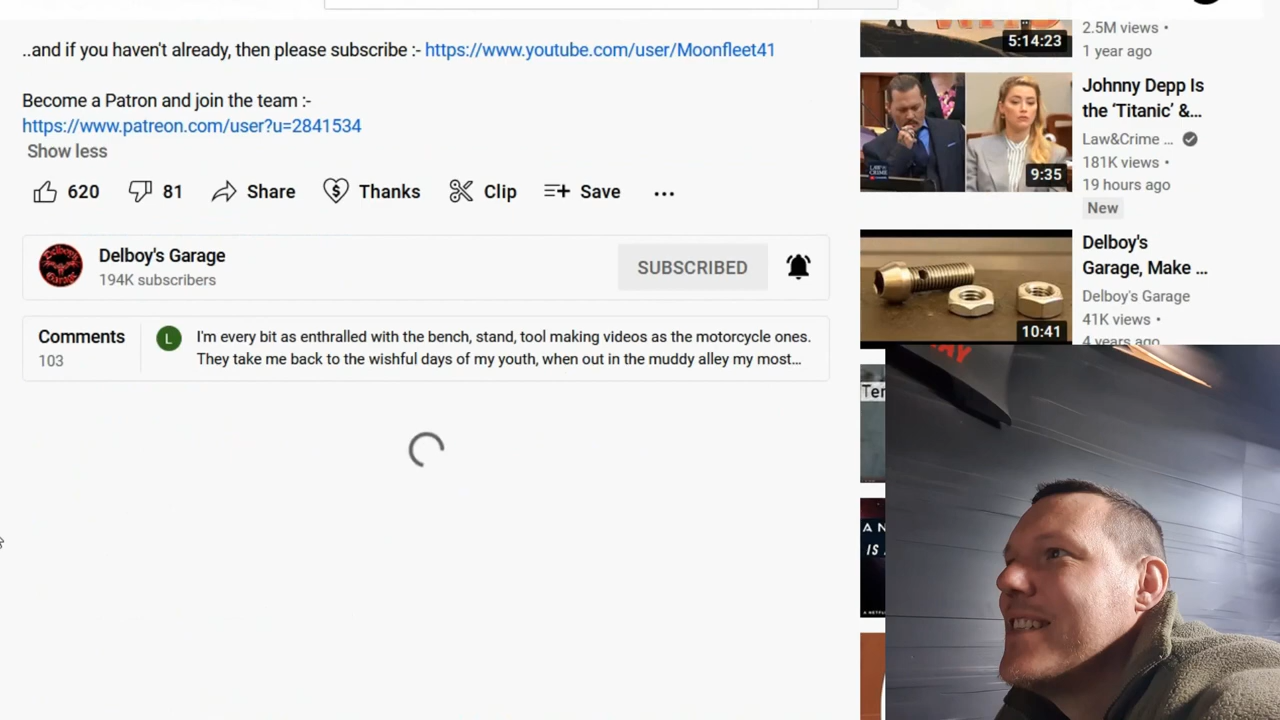 ..and if you haven't already, then please subscribe :- https://www.youtube.com/user/Moonfleet41
Become a Patron and join the team :-
https://www.patreon.com/user?u=2841534
Show less
620
81
Share
Thanks
Clip
Save
Delboy's Garage
194K subscribers
SUBSCRIBED
Comments
103
L
I'm every bit as enthralled with the bench, stand, tool making videos as the motorcycle ones.
They take me back to the wishful days of my youth, when out in the muddy alley my most...
5:14:23
2.5M views •
1 year ago
9:35
Johnny Depp Is
the ‘Titanic’ &...
Law&Crime ...
181K views •
19 hours ago
New
10:41
Delboy's
Garage, Make ...
Delboy's Garage
41K views •
4 years ago
IS